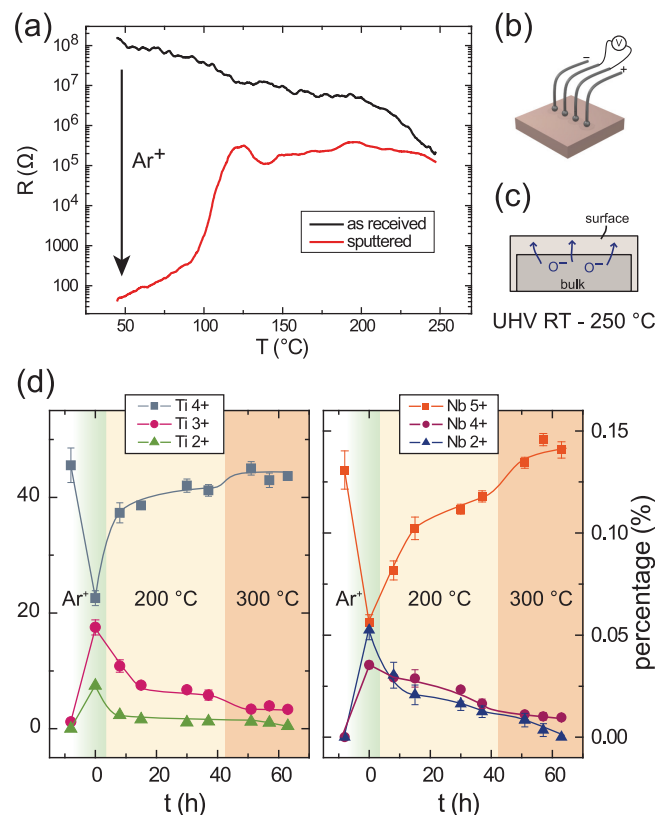 (a)
10⁸
10⁷
10⁶
10⁵
10⁴
1000
100
R (Ω)
Ar⁺
as received
sputtered
50
100
150
200
250
T (°C)
(b)
V
−
+
(c)
surface
O⁻
O⁻
bulk
UHV RT - 250 °C
(d)
Ti 4+
Ti 3+
Ti 2+
40
20
0
Ar⁺
200 °C
300 °C
0
20
40
60
t (h)
Nb 5+
Nb 4+
Nb 2+
Ar⁺
200 °C
300 °C
0
20
40
60
t (h)
0.15
0.10
0.05
0.00
percentage (%)